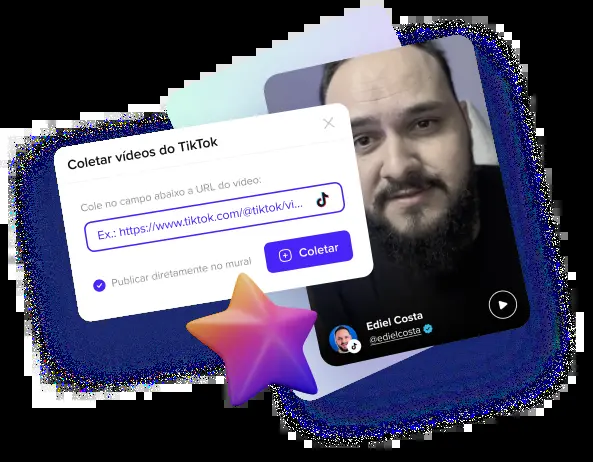 Coletar vídeos do TikTok
Cole no campo abaixo a URL do vídeo:
Ex.: https://www.tiktok.com/@tiktok/vi...
Publicar diretamente no mural
Coletar
Ediel Costa
@edielcosta